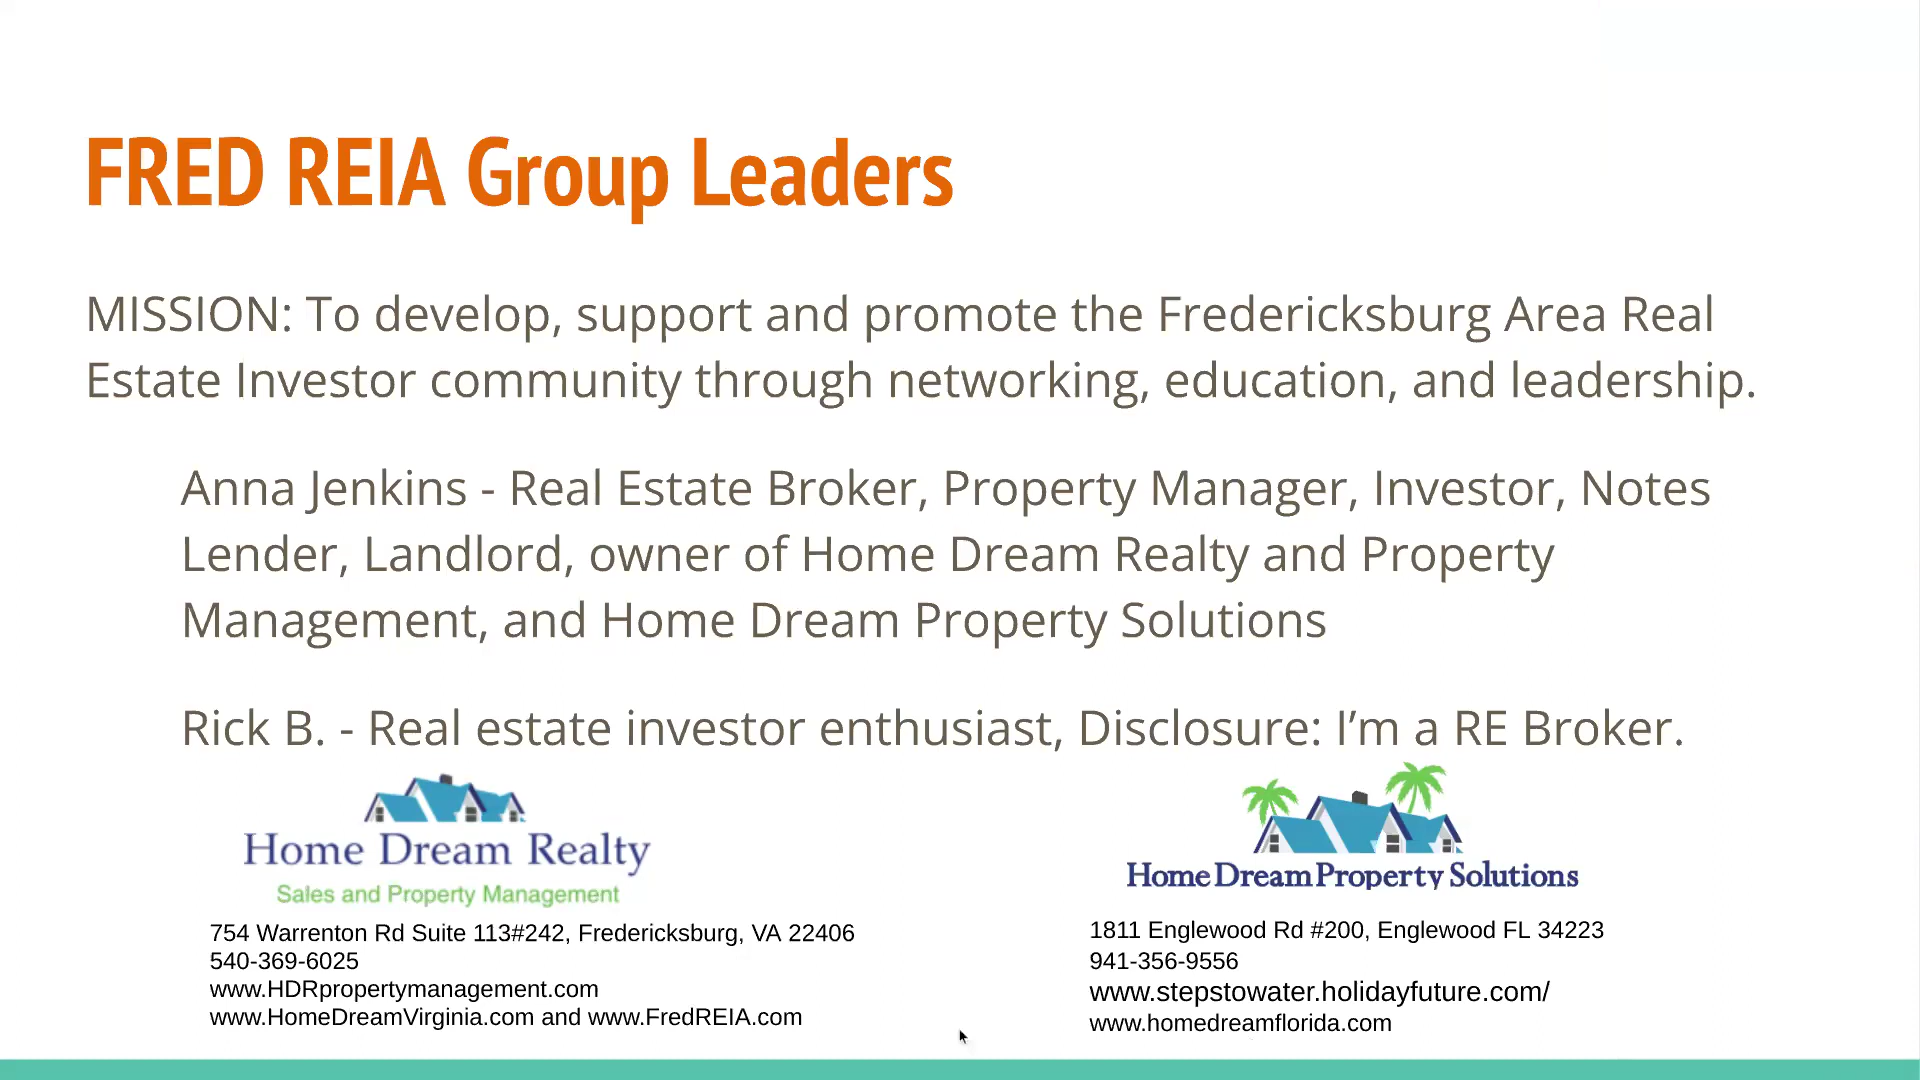 FRED REIA Group Leaders
MISSION: To develop, support and promote the Fredericksburg Area Real
Estate Investor community through networking, education, and leadership.
Anna Jenkins - Real Estate Broker, Property Manager, Investor, Notes
Lender, Landlord, owner of Home Dream Realty and Property
Management, and Home Dream Property Solutions
Rick B. - Real estate investor enthusiast, Disclosure: I’m a RE Broker.
Home Dream Realty
Sales and Property Management
754 Warrenton Rd Suite 113#242, Fredericksburg, VA 22406
540-369-6025
www.HDRpropertymanagement.com
www.HomeDreamVirginia.com and www.FredREIA.com
Home Dream Property Solutions
1811 Englewood Rd #200, Englewood FL 34223
941-356-9556
www.stepstowater.holidayfuture.com/
www.homedreamflorida.com